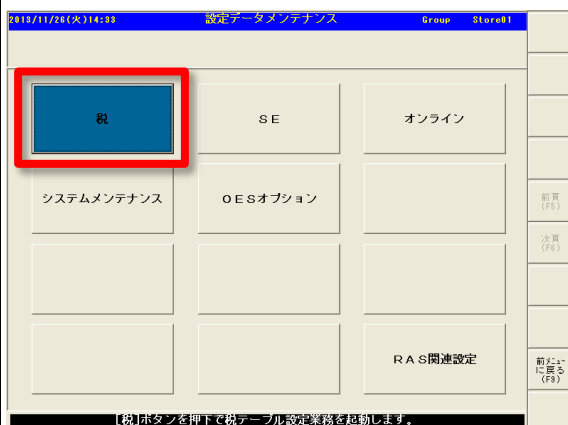 2013/11/26(火)14:33 設定データメンテナンス Group Store01
税 SE オンライン
システムメンテナンス OESオプション
前頁
(F5)
次頁
(F6)
RAS関連設定
前メニュー
に戻る
(F9)
[税]ボタンを押下で税テーブル設定業務を起動します。